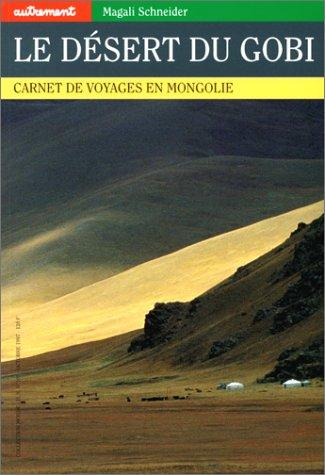 autrement
Magali Schneider
LE DÉSERT DU GOBI
CARNET DE VOYAGES EN MONGOLIE